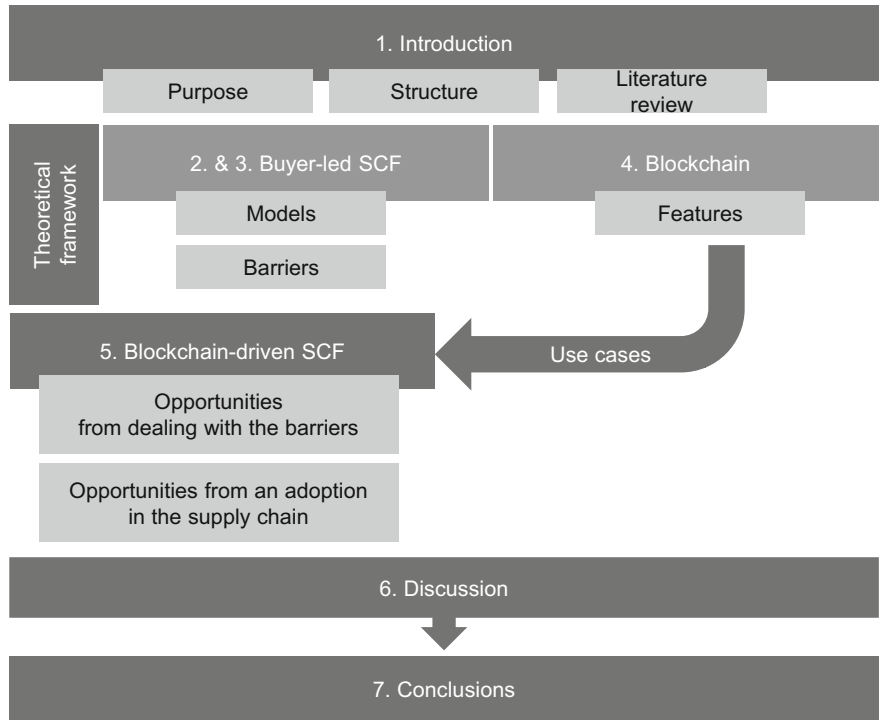 1. Introduction
Purpose
Structure
Literature
review
Theoretical
framework
2. & 3. Buyer-led SCF
4. Blockchain
Models
Features
Barriers
5. Blockchain-driven SCF
Use cases
Opportunities
from dealing with the barriers
Opportunities from an adoption
in the supply chain
6. Discussion
7. Conclusions